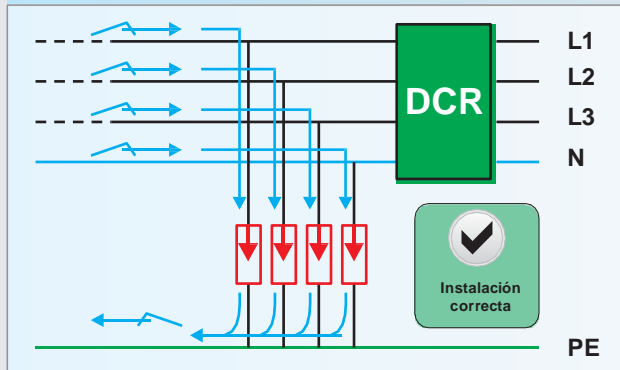 L1
L2
DCR
L3
N
Instalación
correcta
PE